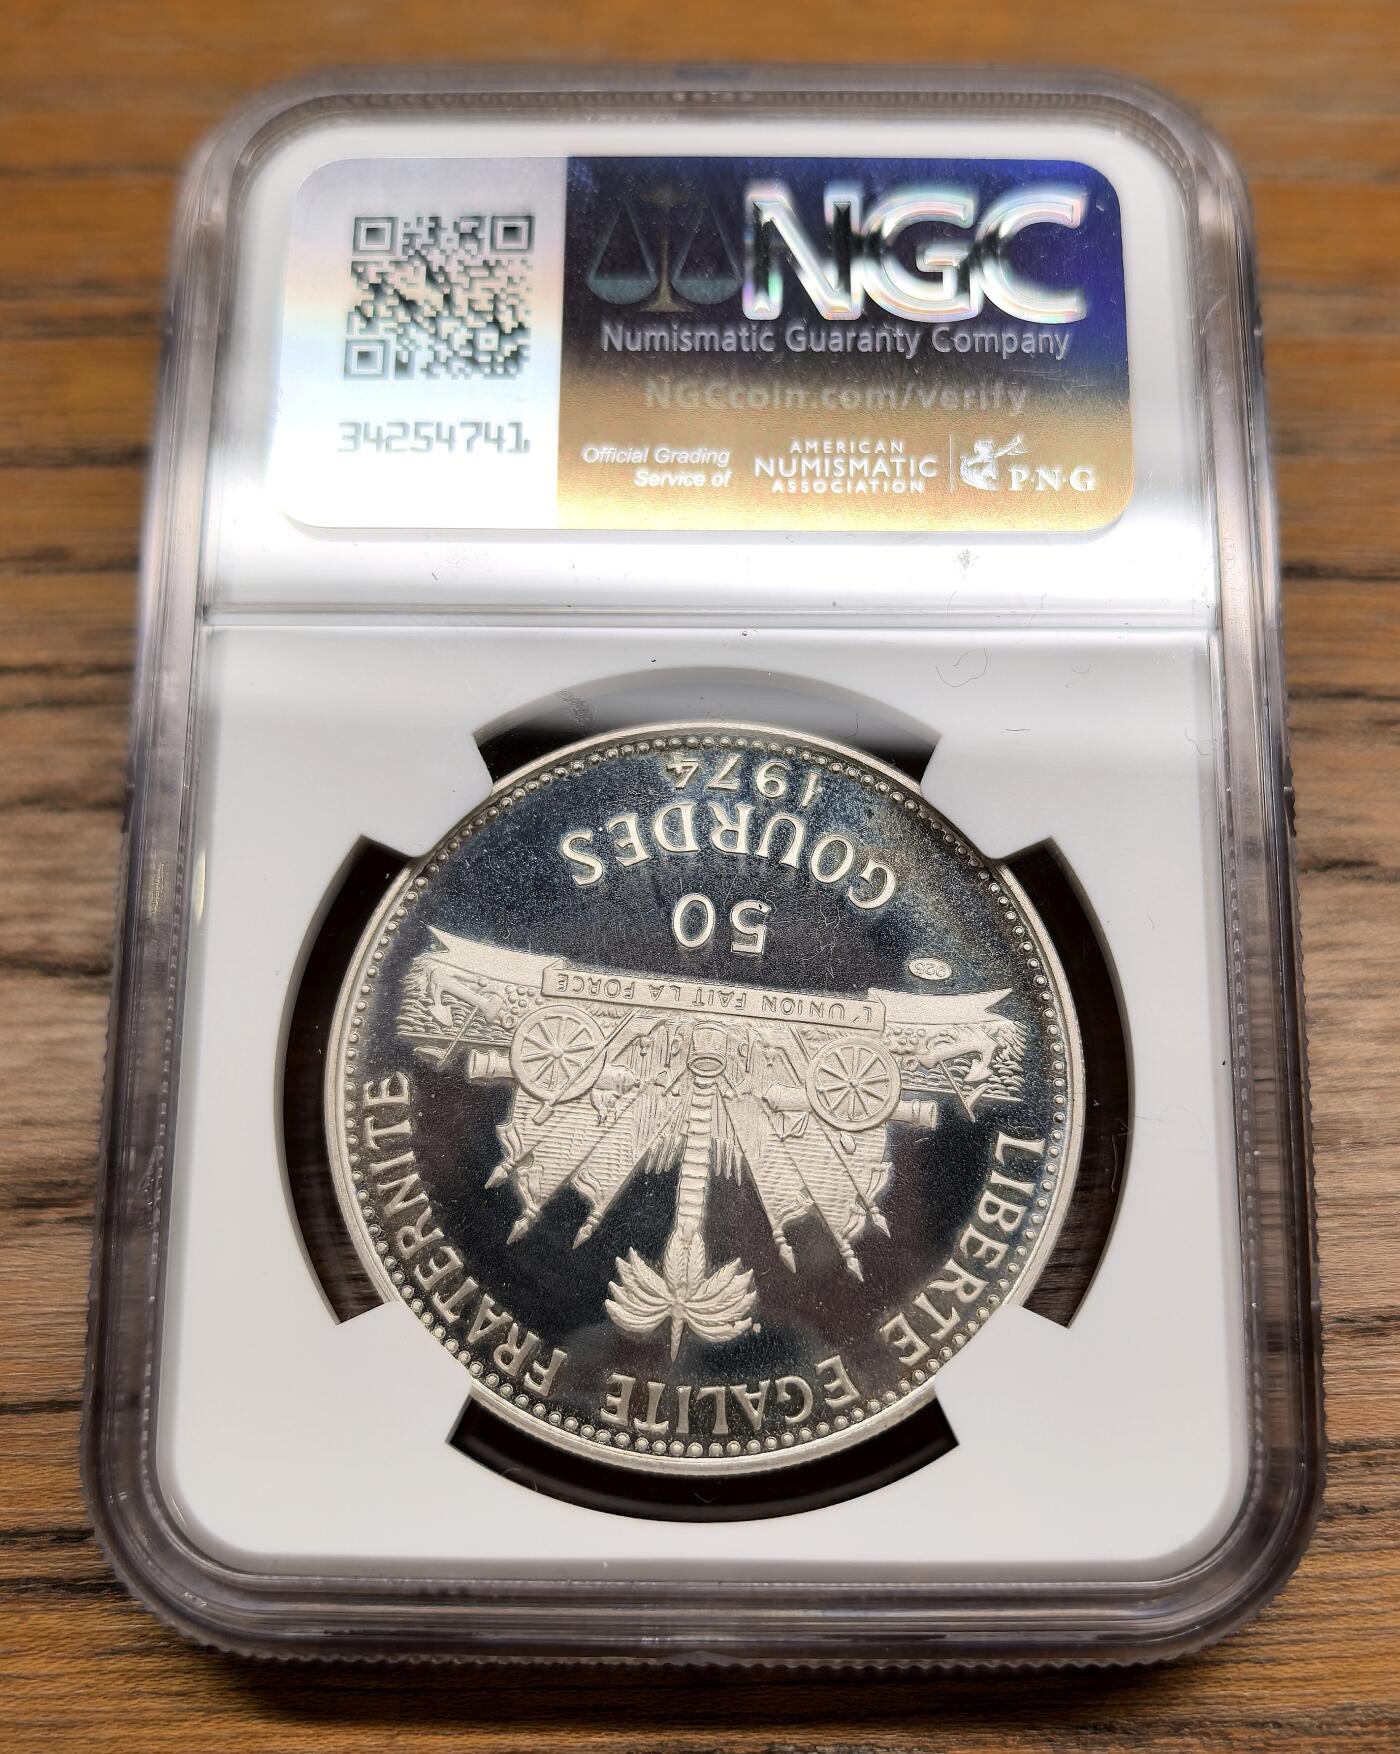 NGC
Numismatic Guaranty Company
NGCcoin.com/verify
34254741
Official Grading
Service of
AMERICAN
NUMISMATIC
ASSOCIATION
P·N·G
LIBERTE EGALITE FRATERNITE
L'UNION FAIT LA FORCE
925
50
GOURDES
1974